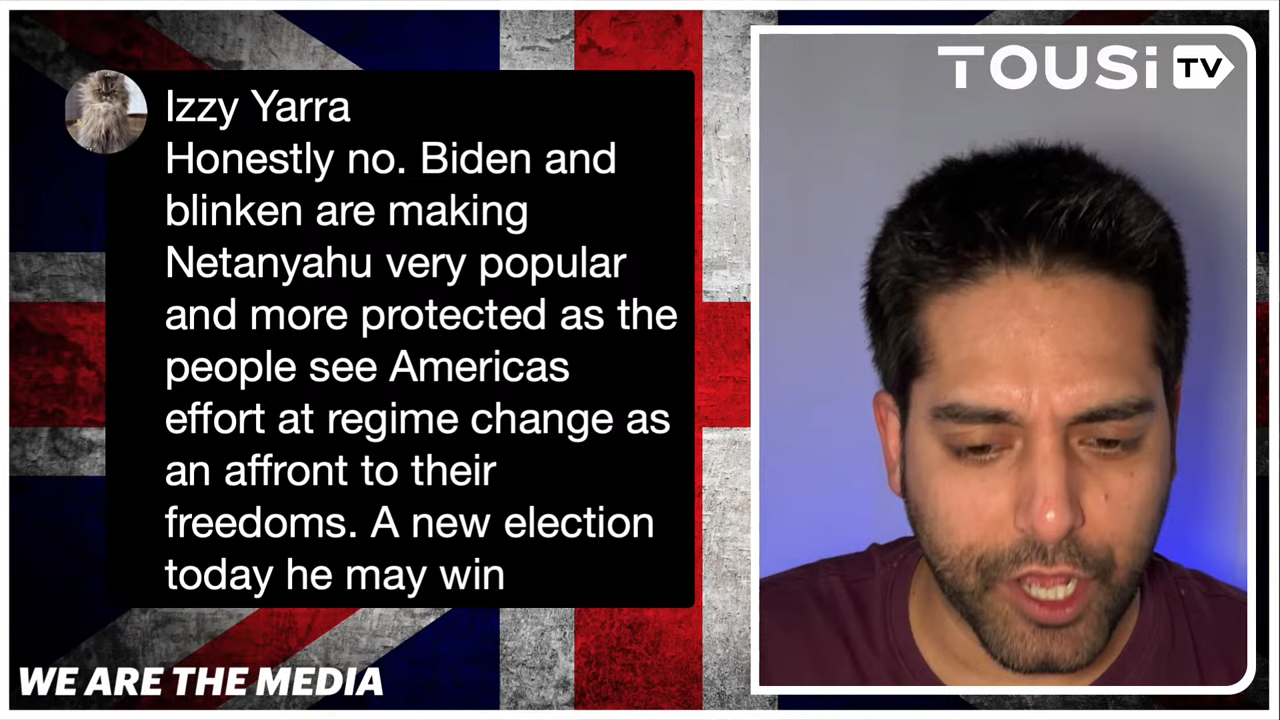 TOUSi TV
Izzy Yarra
Honestly no. Biden and
blinken are making
Netanyahu very popular
and more protected as the
people see Americas
effort at regime change as
an affront to their
freedoms. A new election
today he may win
WE ARE THE MEDIA